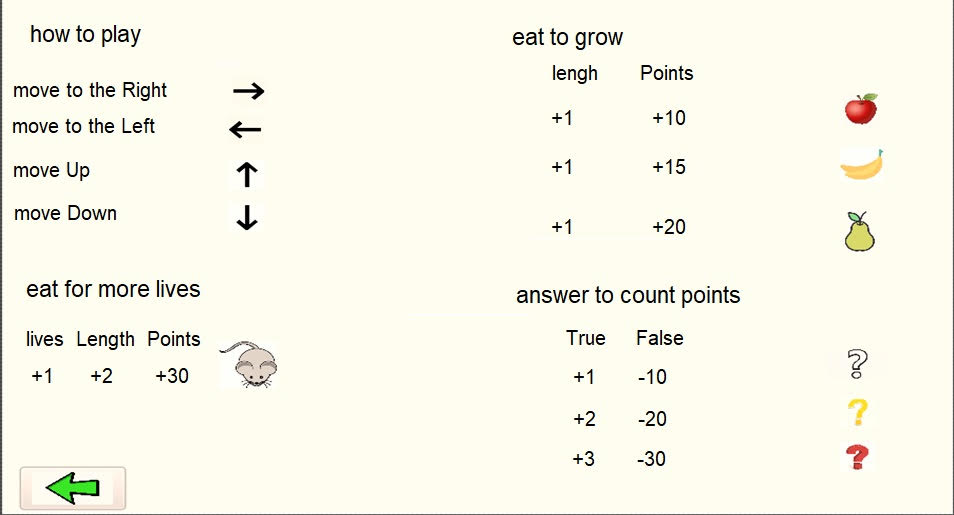 how to play
move to the Right
move to the Left
move Up
move Down
eat for more lives
lives Length Points
+1 +2 +30
eat to grow
lengh Points
+1 +10
+1 +15
+1 +20
answer to count points
True False
+1 -10
?
+2 -20
?
+3 -30
?